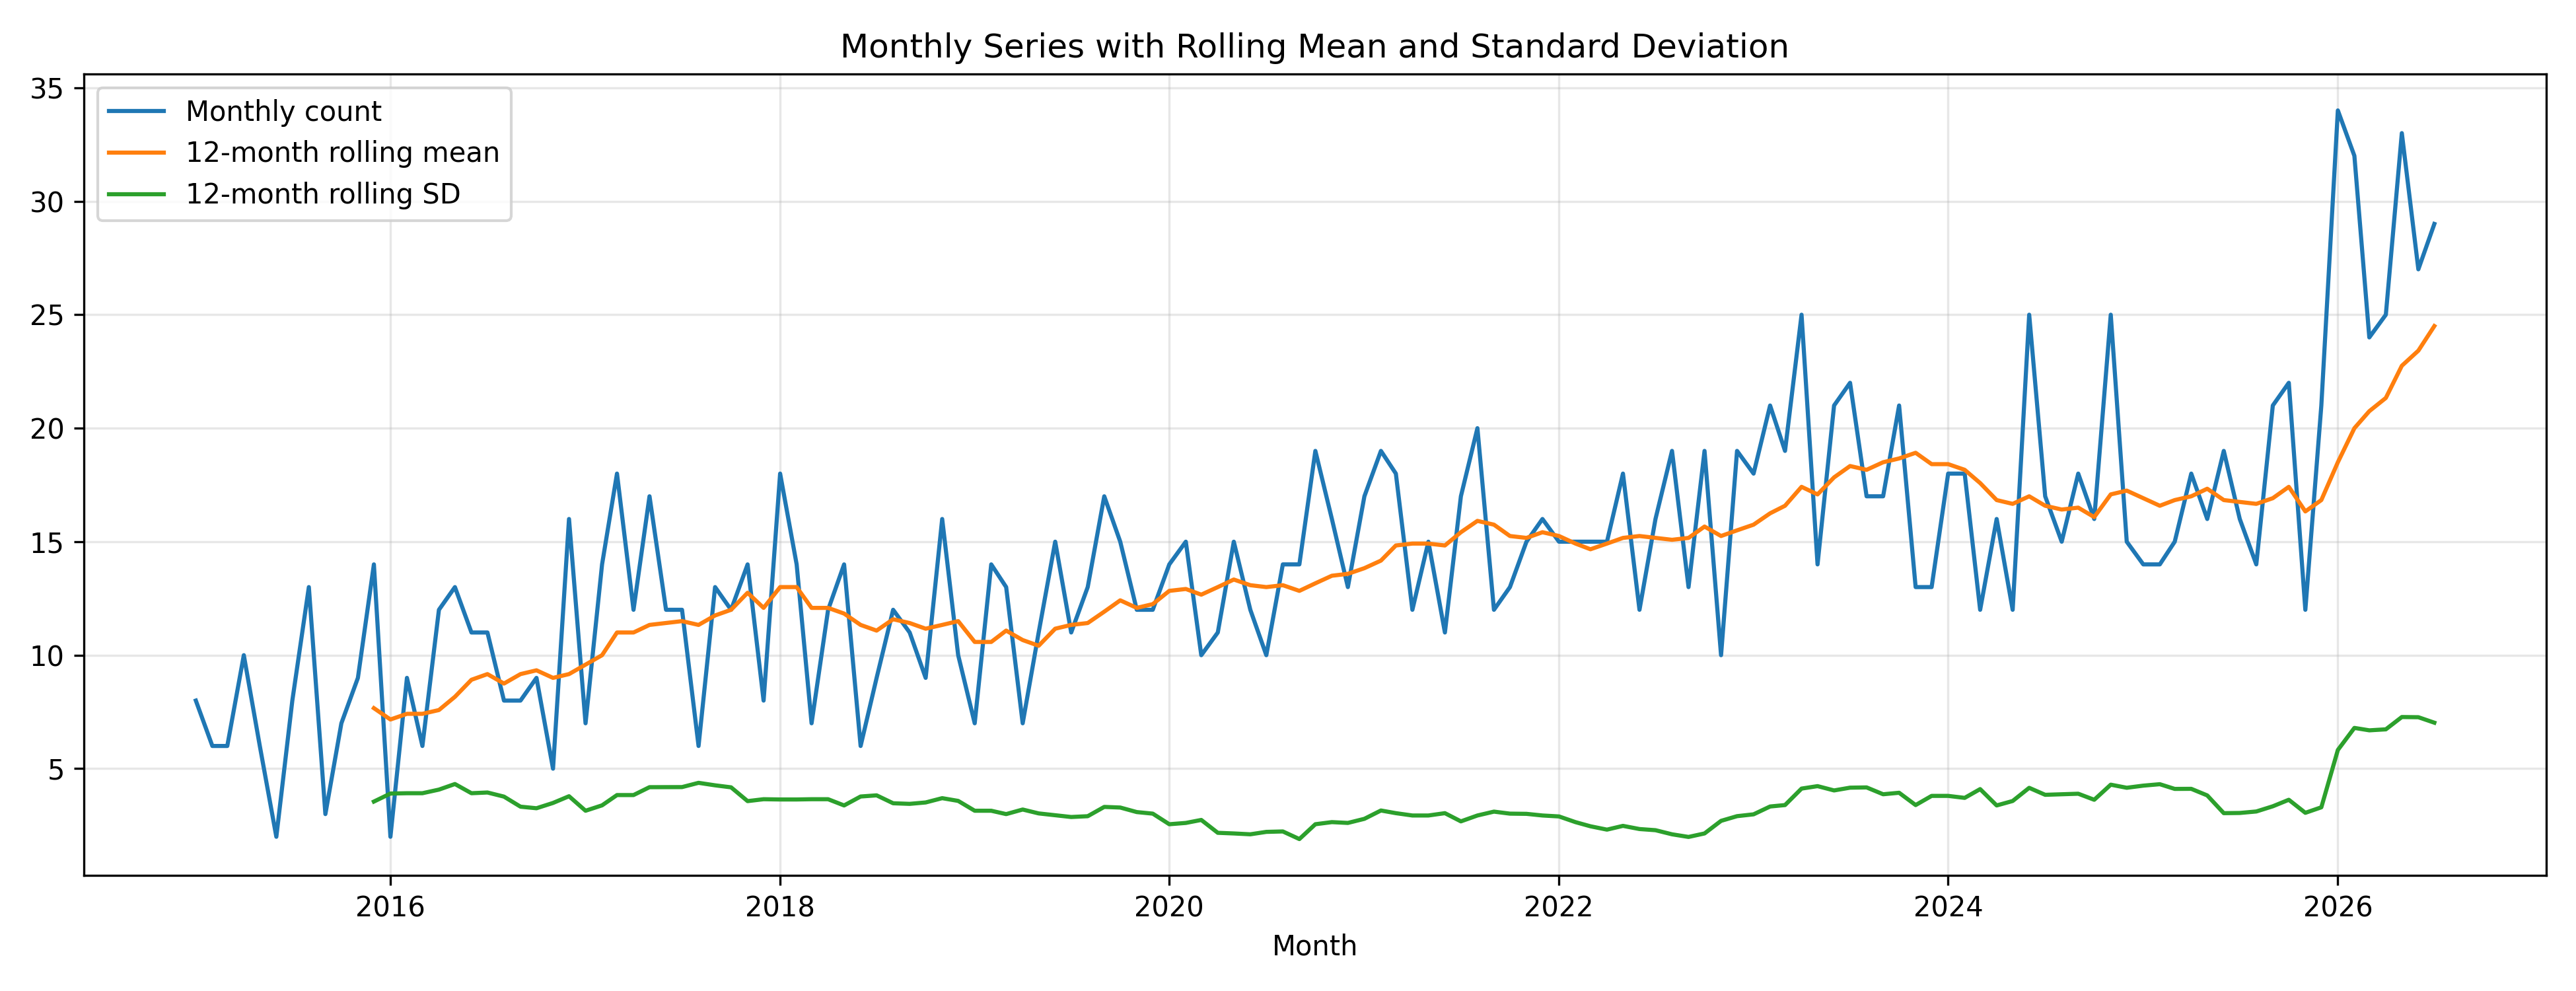 Monthly Series with Rolling Mean and Standard Deviation
35
30
25
20
15
10
5
Monthly count
12-month rolling mean
12-month rolling SD
2016 2018 2020 2022 2024 2026
Month